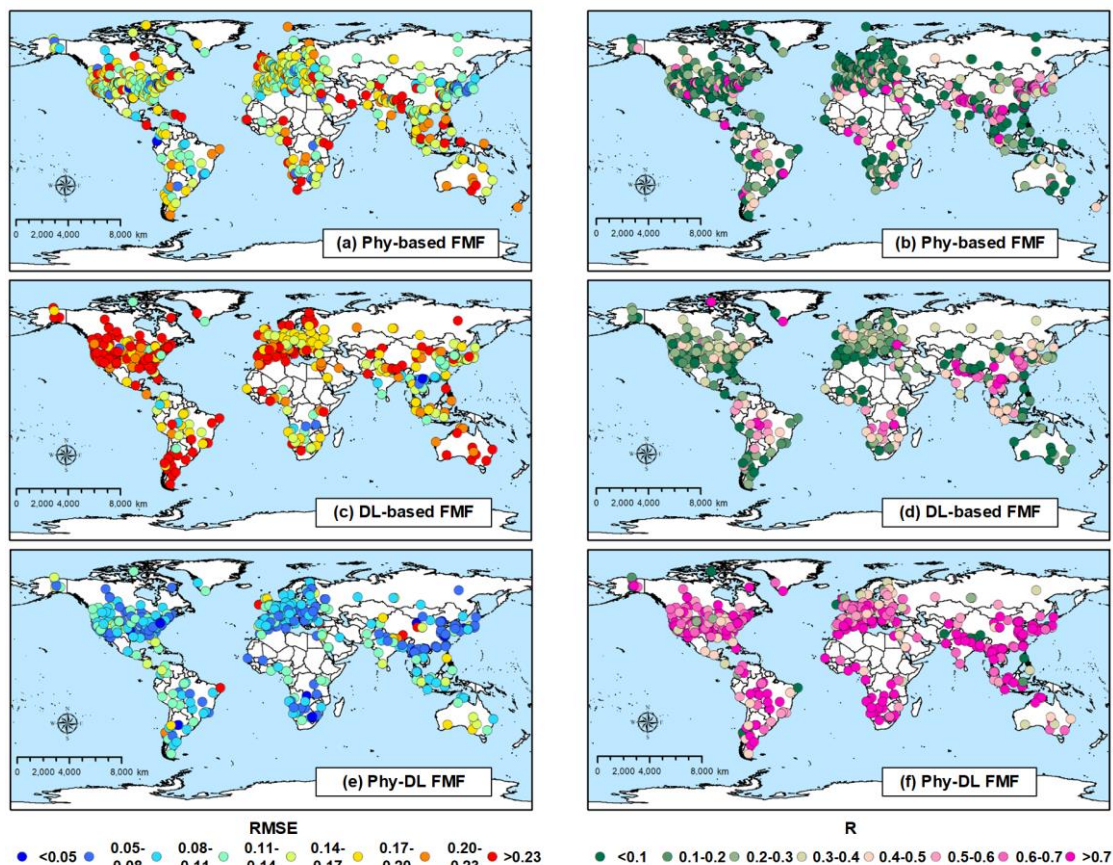 0 2,000 4,000 8,000 km
(a) Phy-based FMF
0 2,000 4,000 8,000 km
(b) Phy-based FMF
0 2,000 4,000 8,000 km
(c) DL-based FMF
0 2,000 4,000 8,000 km
(d) DL-based FMF
0 2,000 4,000 8,000 km
(e) Phy-DL FMF
0 2,000 4,000 8,000 km
(f) Phy-DL FMF
RMSE
<0.05 0.05- 0.08- 0.11- 0.14- 0.17- 0.20- >0.23
R
<0.1 0.1-0.2 0.2-0.3 0.3-0.4 0.4-0.5 0.5-0.6 0.6-0.7 >0.7